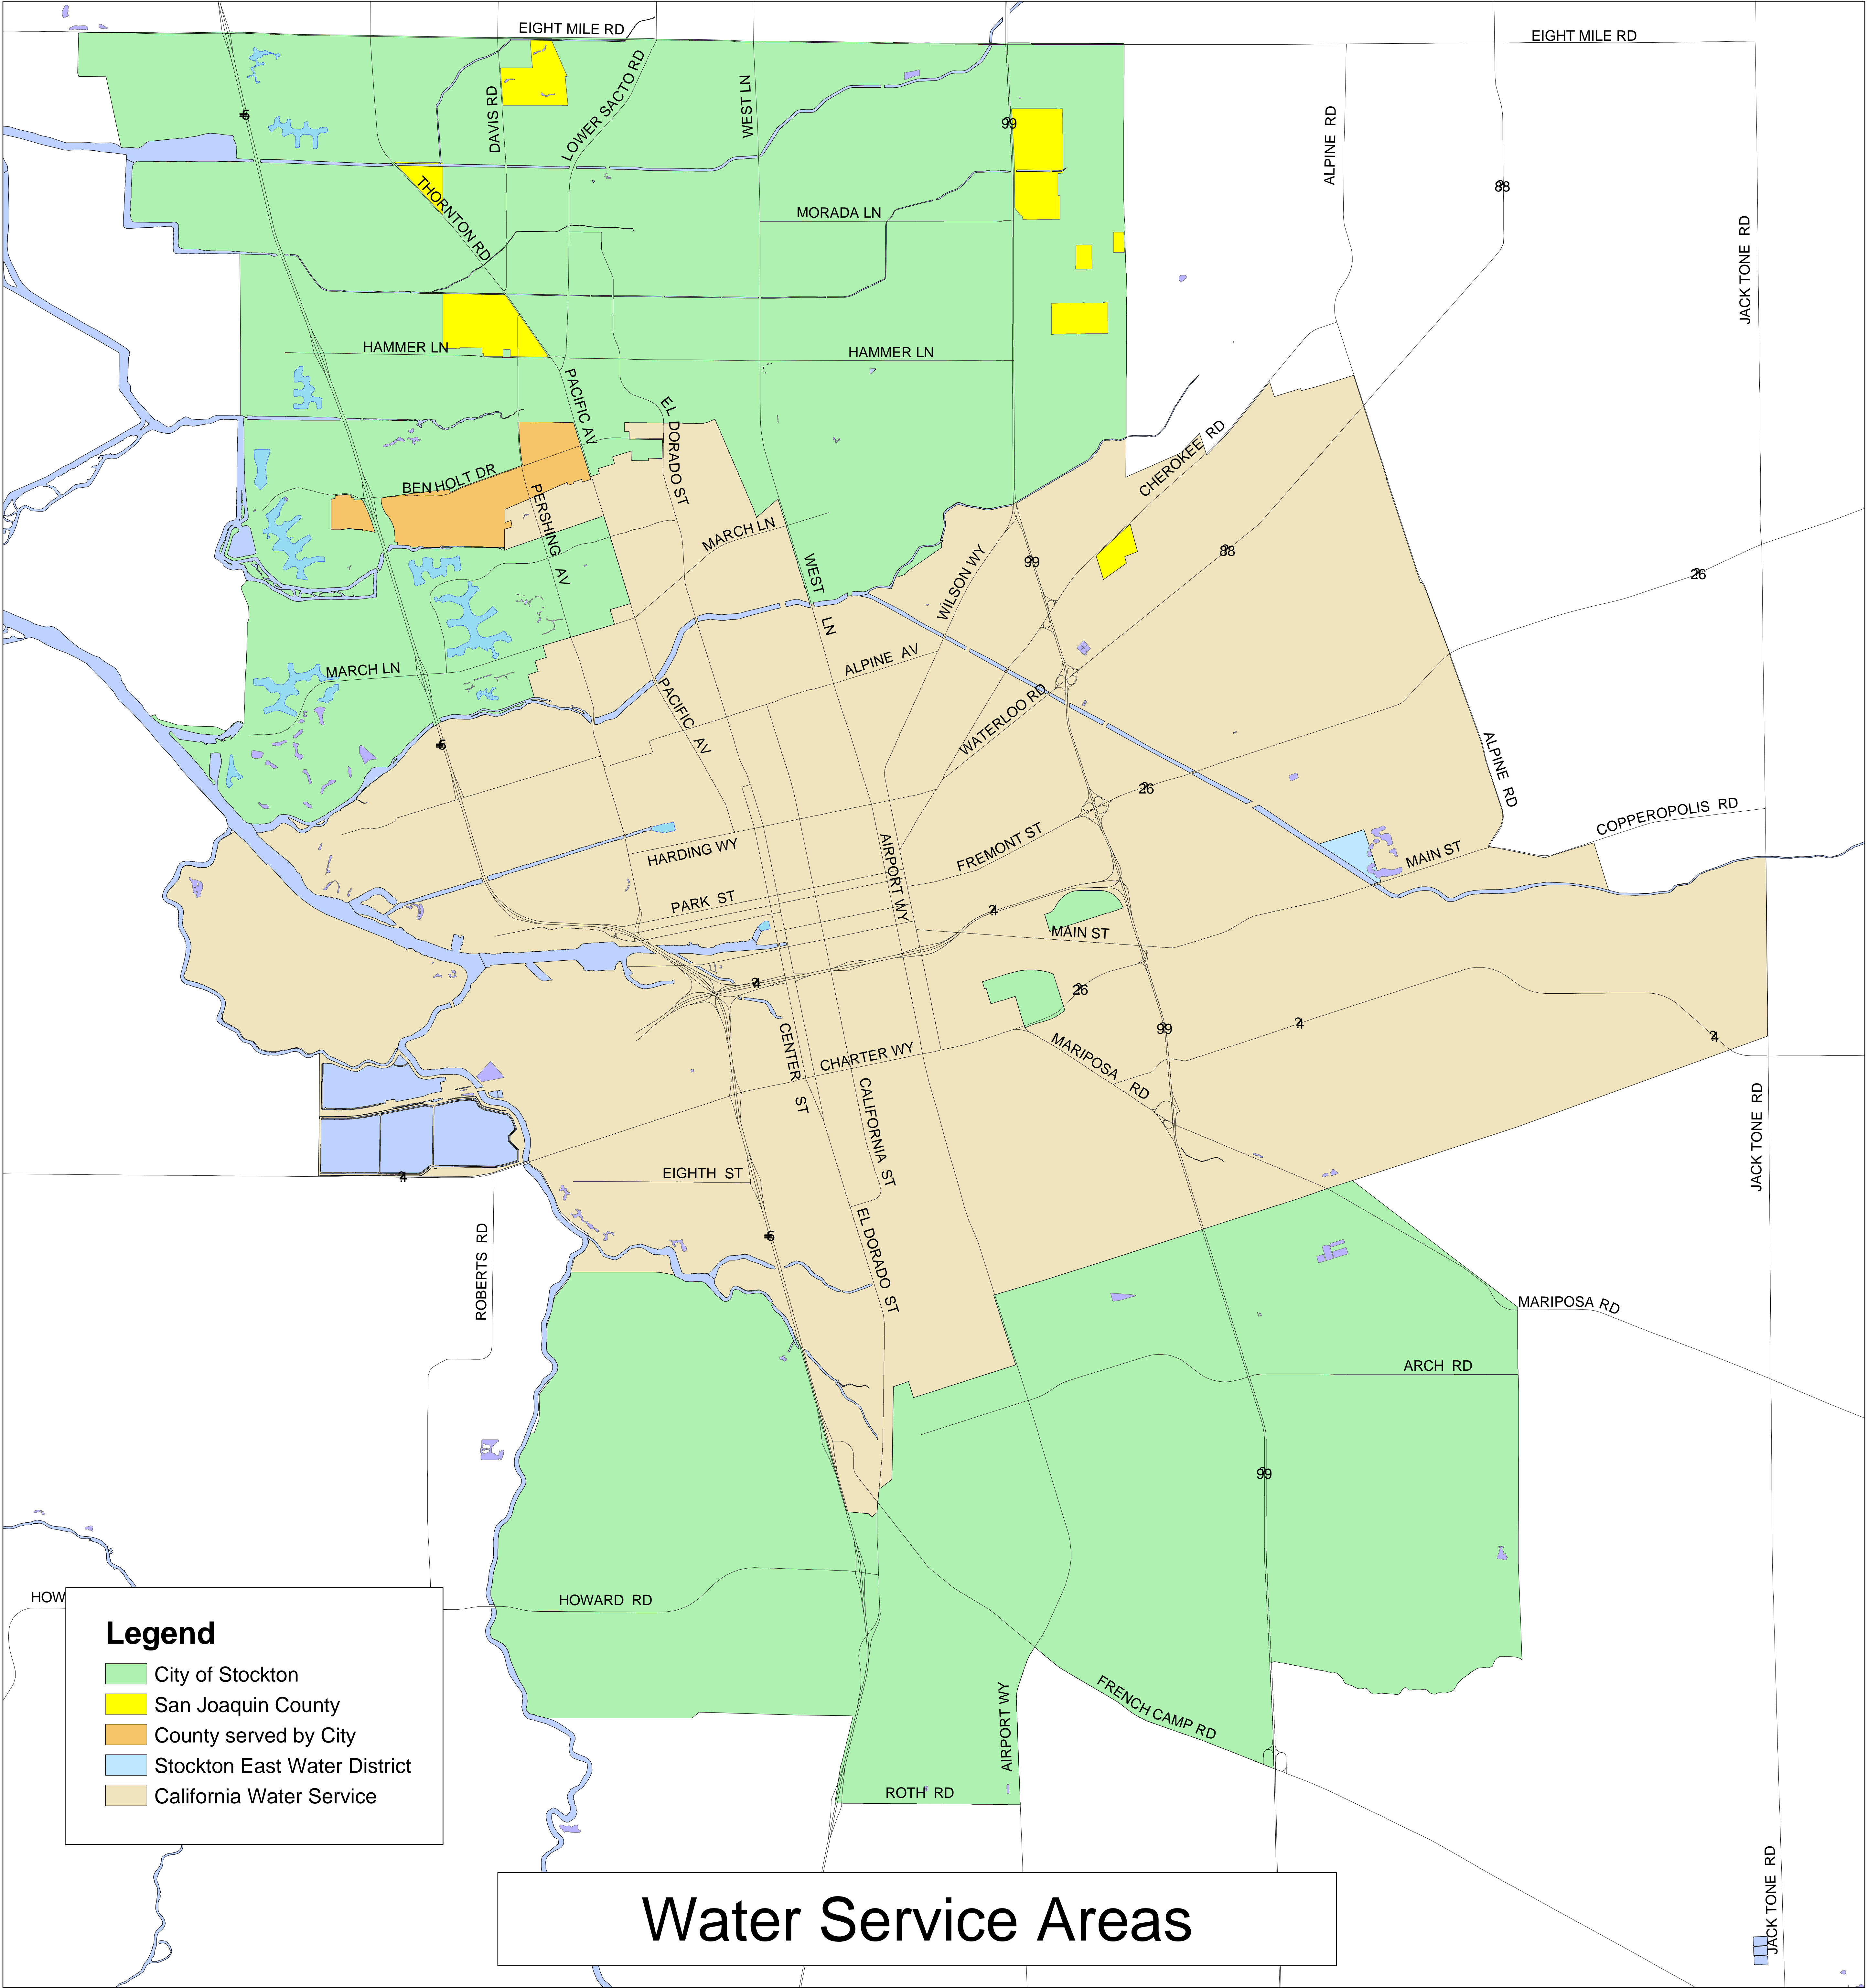 EIGHT MILE RD
EIGHT MILE RD
DAVIS RD
LOWER SACTO RD
WEST LN
99
ALPINE RD
88
THORNTON RD
MORADA LN
JACK TONE RD
HAMMER LN
HAMMER LN
PACIFIC AV
EL DORADO ST
BEN HOLT DR
CHEROKEE RD
PERSHING AV
MARCH LN
WEST LN
WILSON WY
99
88
26
MARCH LN
ALPINE AV
PACIFIC AV
WATERLOO RD
ALPINE RD
26
COPPEROPOLIS RD
HARDING WY
AIRPORT WY
FREMONT ST
MAIN ST
PARK ST
4
MAIN ST
4
26
CENTER ST
CHARTER WY
MARIPOSA RD
99
4
4
CALIFORNIA ST
JACK TONE RD
EIGHTH ST
4
ROBERTS RD
5
EL DORADO ST
MARIPOSA RD
ARCH RD
99
HOW
HOWARD RD
FRENCH CAMP RD
AIRPORT WY
ROTH RD
JACK TONE RD
Legend
City of Stockton
San Joaquin County
County served by City
Stockton East Water District
California Water Service
Water Service Areas